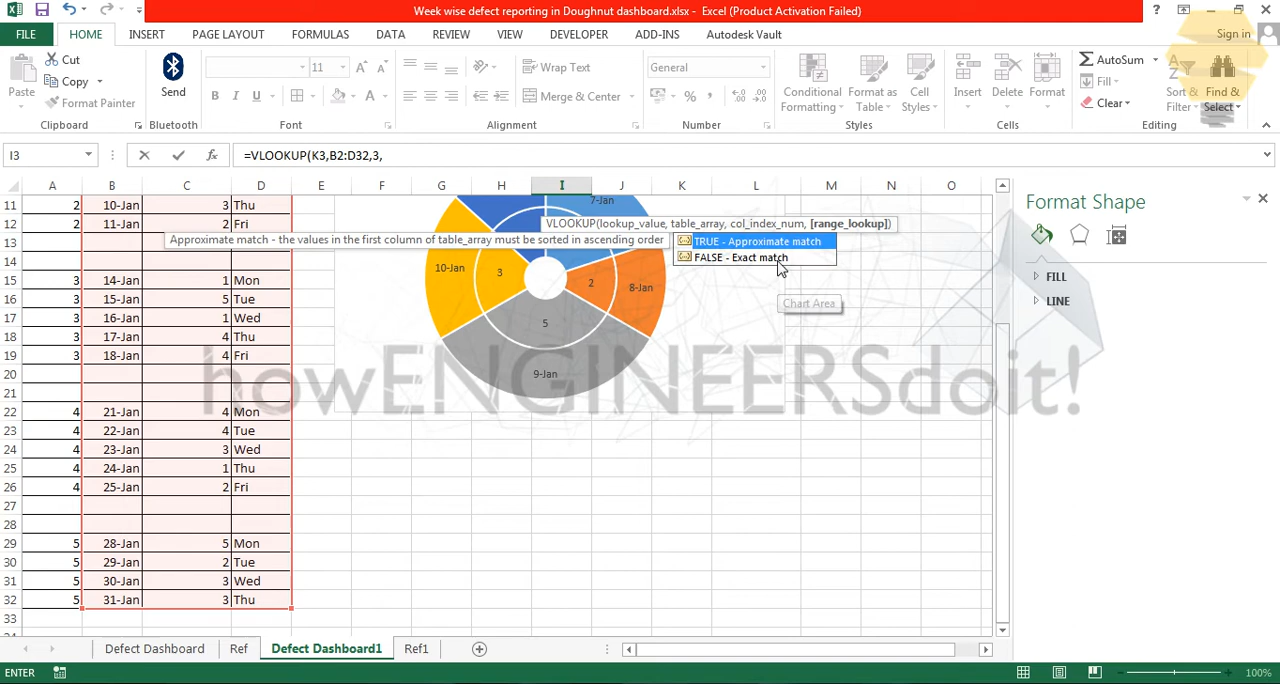 Week wise defect reporting in Doughnut dashboard.xlsx - Excel (Product Activation Failed)
?
FILE HOME INSERT PAGE LAYOUT FORMULAS DATA REVIEW VIEW DEVELOPER ADD-INS Autodesk Vault Sign in
Paste
Cut
Copy
Format Painter
Clipboard
Send
Bluetooth
11
B I U
Font
Wrap Text
Merge & Center
Alignment
General
Number
Conditional Formatting
Format as Table
Cell Styles
Styles
Insert
Delete
Format
Cells
AutoSum
Fill
Clear
Sort & Filter
Find & Select
Editing
I3 =VLOOKUP(K3,B2:D32,3,
A B C D E F G H I J K L M N O
11 2 10-Jan 3 Thu
12 2 11-Jan 2 Fri
13
14
15 3 14-Jan 1 Mon
16 3 15-Jan 5 Tue
17 3 16-Jan 1 Wed
18 3 17-Jan 4 Thu
19 3 18-Jan 4 Fri
20
21
22 4 21-Jan 4 Mon
23 4 22-Jan 4 Tue
24 4 23-Jan 3 Wed
25 4 24-Jan 1 Thu
26 4 25-Jan 2 Fri
27
28
29 5 28-Jan 5 Mon
30 5 29-Jan 2 Tue
31 5 30-Jan 3 Wed
32 5 31-Jan 3 Thu
33
7-Jan
VLOOKUP(lookup_value, table_array, col_index_num, [range_lookup])
Approximate match - the values in the first column of table_array must be sorted in ascending order
TRUE - Approximate match
FALSE - Exact match
10-Jan
3
2
8-Jan
5
9-Jan
Chart Area
howENGINEERSdoit!
Format Shape
FILL
LINE
Defect Dashboard Ref Defect Dashboard1 Ref1
ENTER 100%